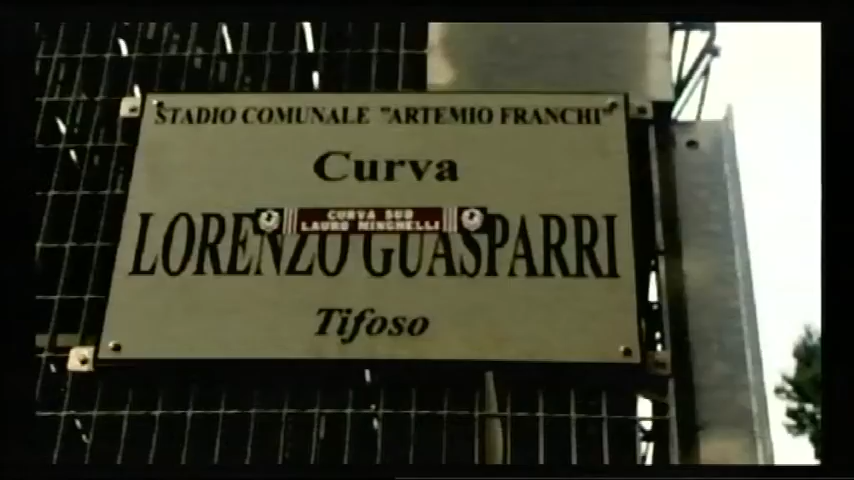 STADIO COMUNALE "ARTEMIO FRANCHI"
Curva
LORENZO GUASPARRI
CURVA SUD
LAURO MINGHELLI
Tifoso